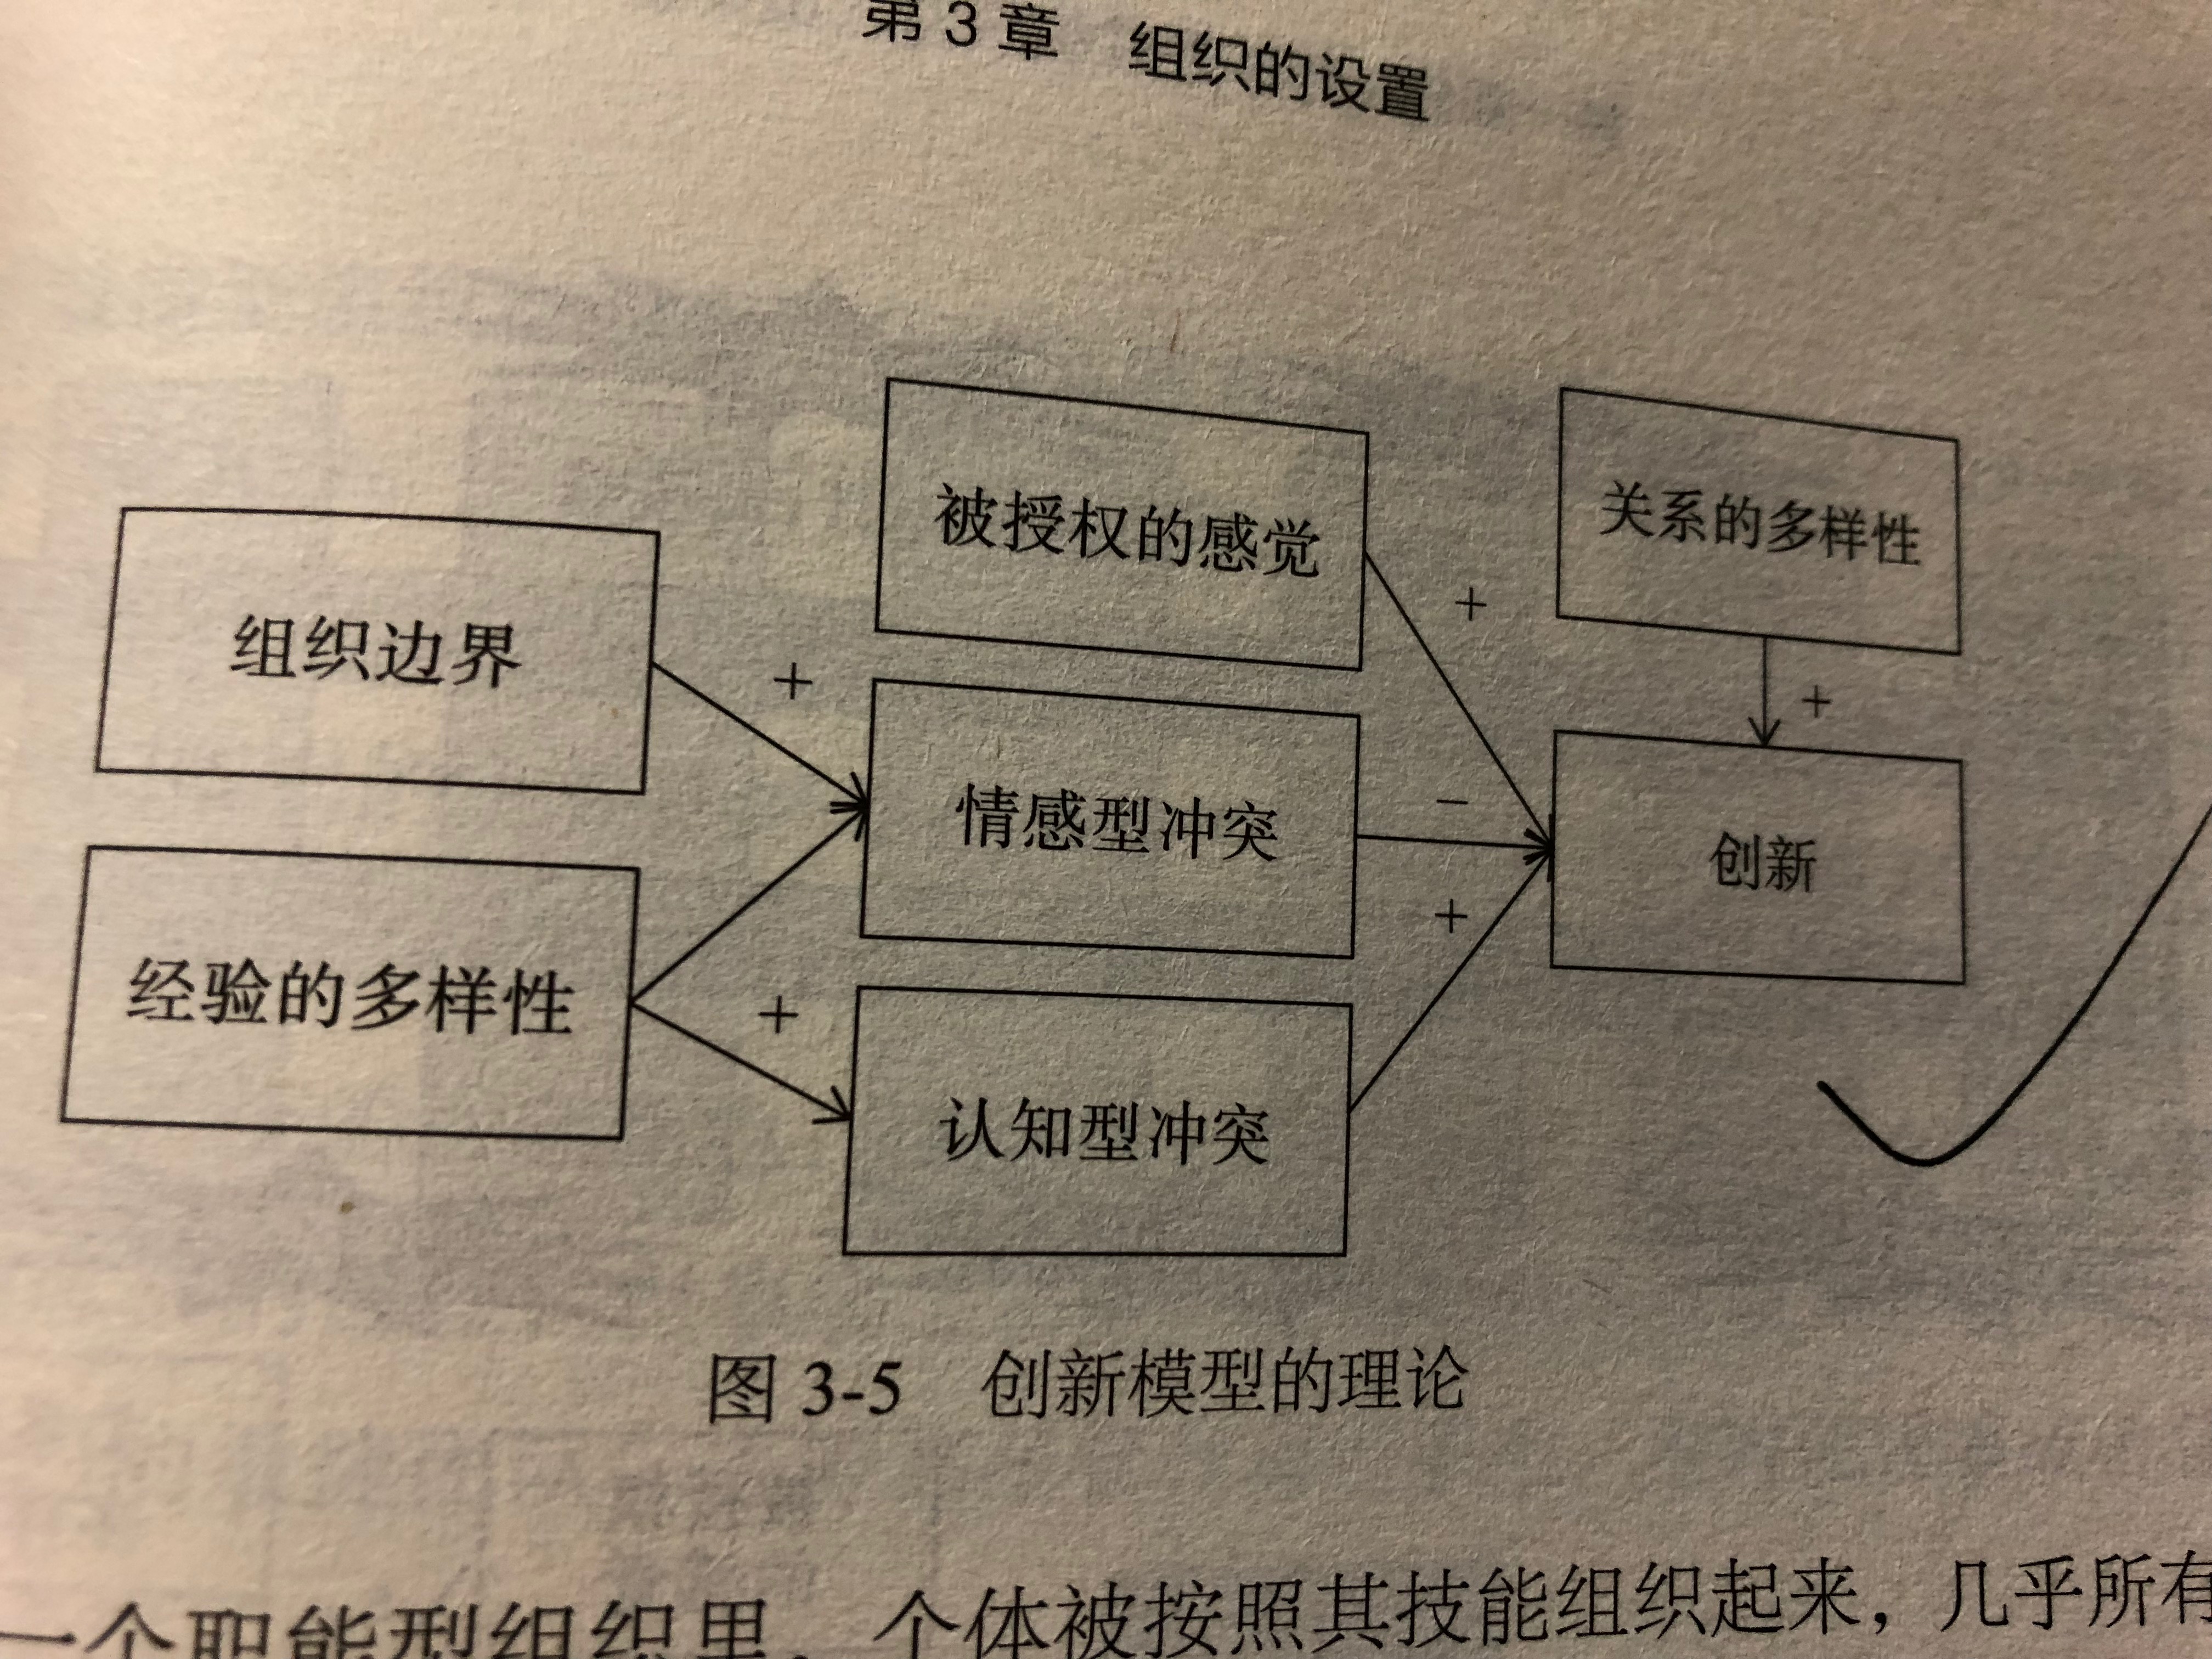 第3章 组织的设置
被授权的感觉
关系的多样性
组织边界
+
+
+
情感型冲突
−
创新
经验的多样性
+
+
认知型冲突
图 3-5 创新模型的理论
一个职能型组织里，个体被按照其技能组织起来，几乎所有